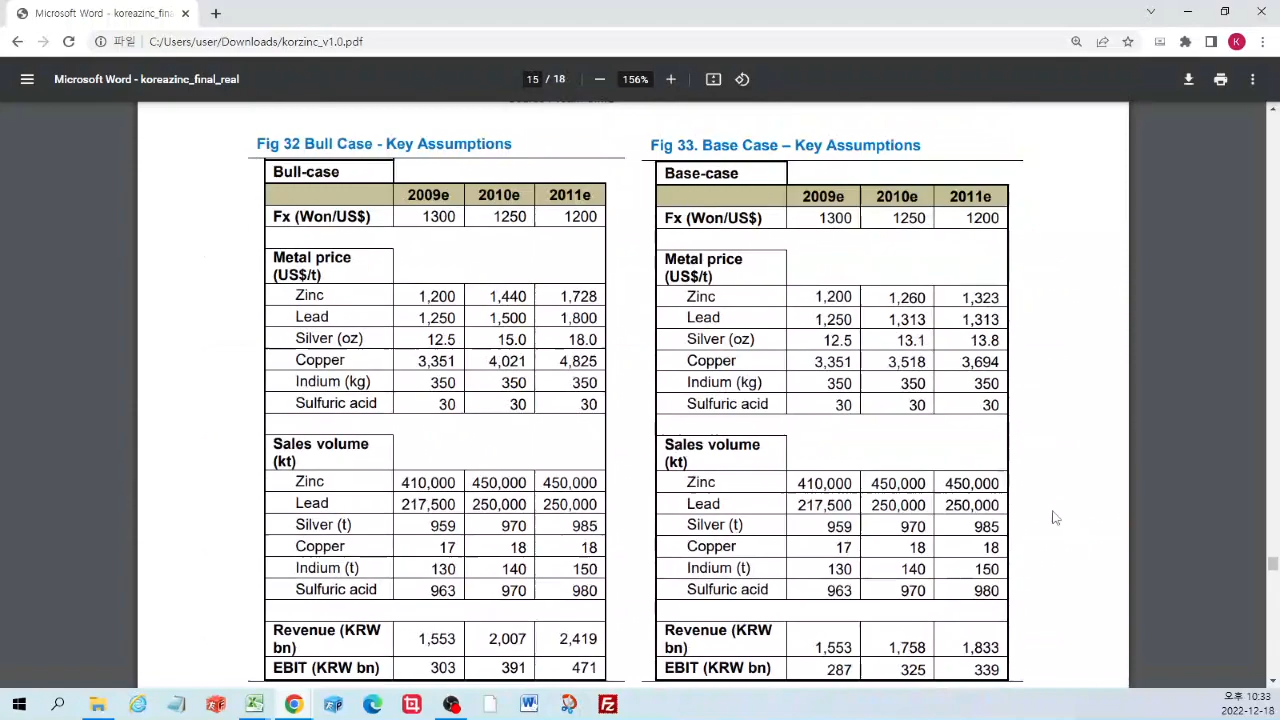 Microsoft Word - koreazinc_fin
파일 C:/Users/user/Downloads/korzinc_v1.0.pdf
K
Microsoft Word - koreazinc_final_real
15 / 18
156%
Fig 32 Bull Case - Key Assumptions
Bull-case
2009e 2010e 2011e
Fx (Won/US$) 1300 1250 1200
Metal price
(US$/t)
Zinc 1,200 1,440 1,728
Lead 1,250 1,500 1,800
Silver (oz) 12.5 15.0 18.0
Copper 3,351 4,021 4,825
Indium (kg) 350 350 350
Sulfuric acid 30 30 30
Sales volume
(kt)
Zinc 410,000 450,000 450,000
Lead 217,500 250,000 250,000
Silver (t) 959 970 985
Copper 17 18 18
Indium (t) 130 140 150
Sulfuric acid 963 970 980
Revenue (KRW
bn) 1,553 2,007 2,419
EBIT (KRW bn) 303 391 471
Fig 33. Base Case – Key Assumptions
Base-case
2009e 2010e 2011e
Fx (Won/US$) 1300 1250 1200
Metal price
(US$/t)
Zinc 1,200 1,260 1,323
Lead 1,250 1,313 1,313
Silver (oz) 12.5 13.1 13.8
Copper 3,351 3,518 3,694
Indium (kg) 350 350 350
Sulfuric acid 30 30 30
Sales volume
(kt)
Zinc 410,000 450,000 450,000
Lead 217,500 250,000 250,000
Silver (t) 959 970 985
Copper 17 18 18
Indium (t) 130 140 150
Sulfuric acid 963 970 980
Revenue (KRW
bn) 1,553 1,758 1,833
EBIT (KRW bn) 287 325 339
오후 10:33
2022-12-18